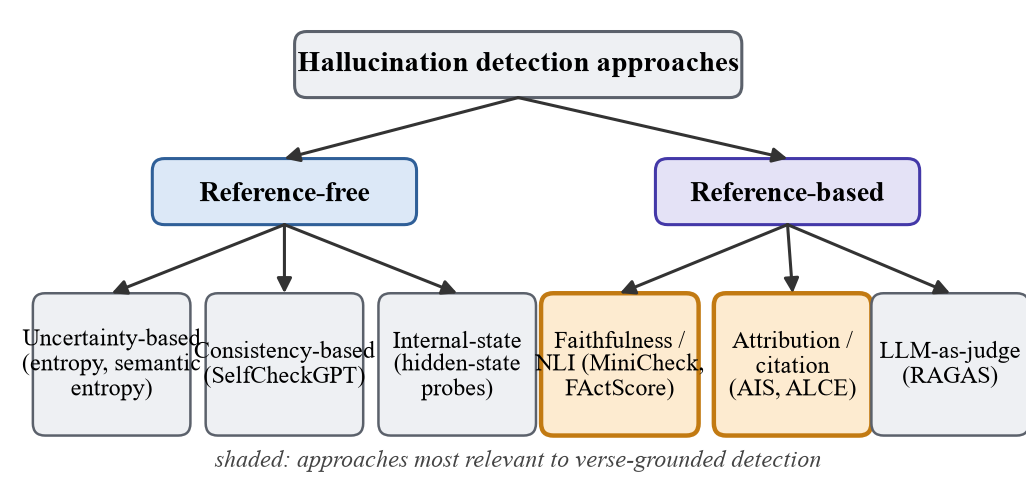 Hallucination detection approaches
Reference-free
Reference-based
Uncertainty-based
(entropy, semantic
entropy)
Consistency-based
(SelfCheckGPT)
Internal-state
(hidden-state
probes)
Faithfulness /
NLI (MiniCheck,
FActScore)
Attribution /
citation
(AIS, ALCE)
LLM-as-judge
(RAGAS)
shaded: approaches most relevant to verse-grounded detection